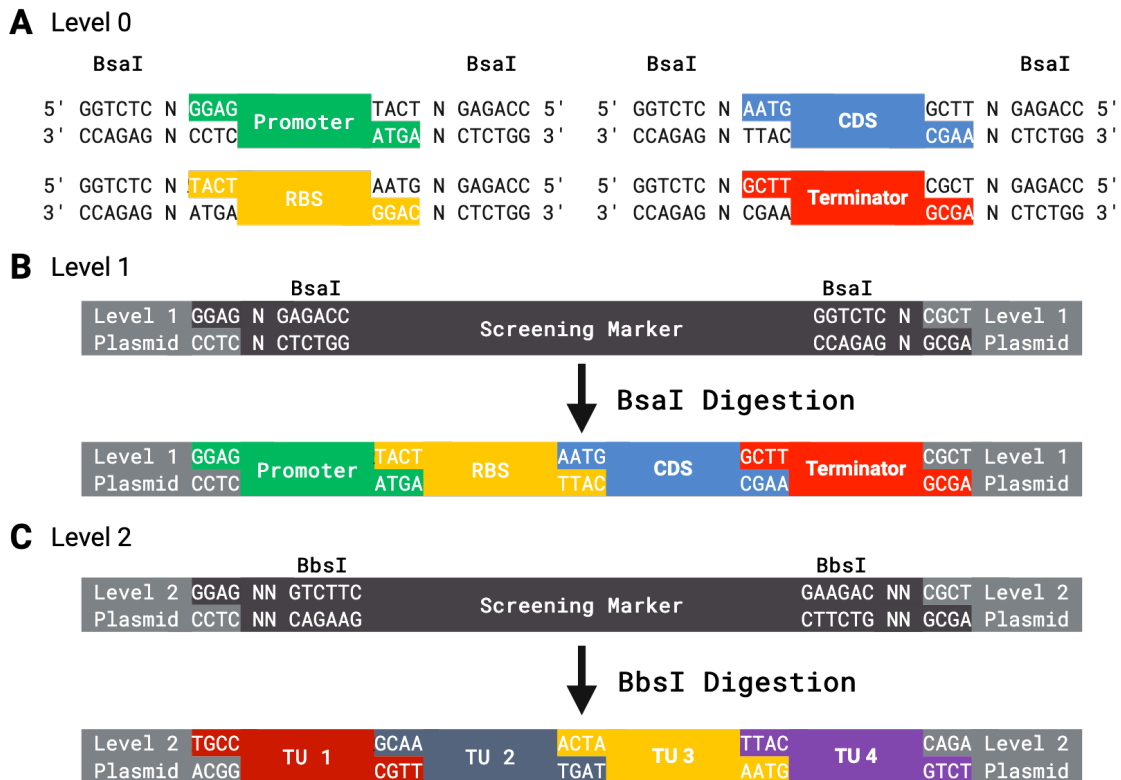 A Level 0
BsaI BsaI BsaI BsaI
5' GGTCTC N GGAG Promoter TACT N GAGACC 5' 5' GGTCTC N AATG CDS GCTT N GAGACC 5'
3' CCAGAG N CCTC ATGA N CTCTGG 3' 3' CCAGAG N TTAC CGAA N CTCTGG 3'
5' GGTCTC N TACT RBS AATG N GAGACC 5' 5' GGTCTC N GCTT Terminator CGCT N GAGACC 5'
3' CCAGAG N ATGA GGAC N CTCTGG 3' 3' CCAGAG N CGAA GCGA N CTCTGG 3'
B Level 1
BsaI BsaI
Level 1 GGAG N GAGACC Screening Marker GGTCTC N CGCT Level 1
Plasmid CCTC N CTCTGG CCAGAG N GCGA Plasmid
BsaI Digestion
Level 1 GGAG Promoter TACT RBS AATG CDS GCTT Terminator CGCT Level 1
Plasmid CCTC ATGA TTAC CGAA GCGA Plasmid
C Level 2
BbsI BbsI
Level 2 GGAG NN GTCTTC Screening Marker GAAGAC NN CGCT Level 2
Plasmid CCTC NN CAGAAG CTTCTG NN GCGA Plasmid
BbsI Digestion
Level 2 TGCC TU 1 GCAA TU 2 ACTA TU 3 TTAC TU 4 CAGA Level 2
Plasmid ACGG CGTT TGAT AATG GTCT Plasmid